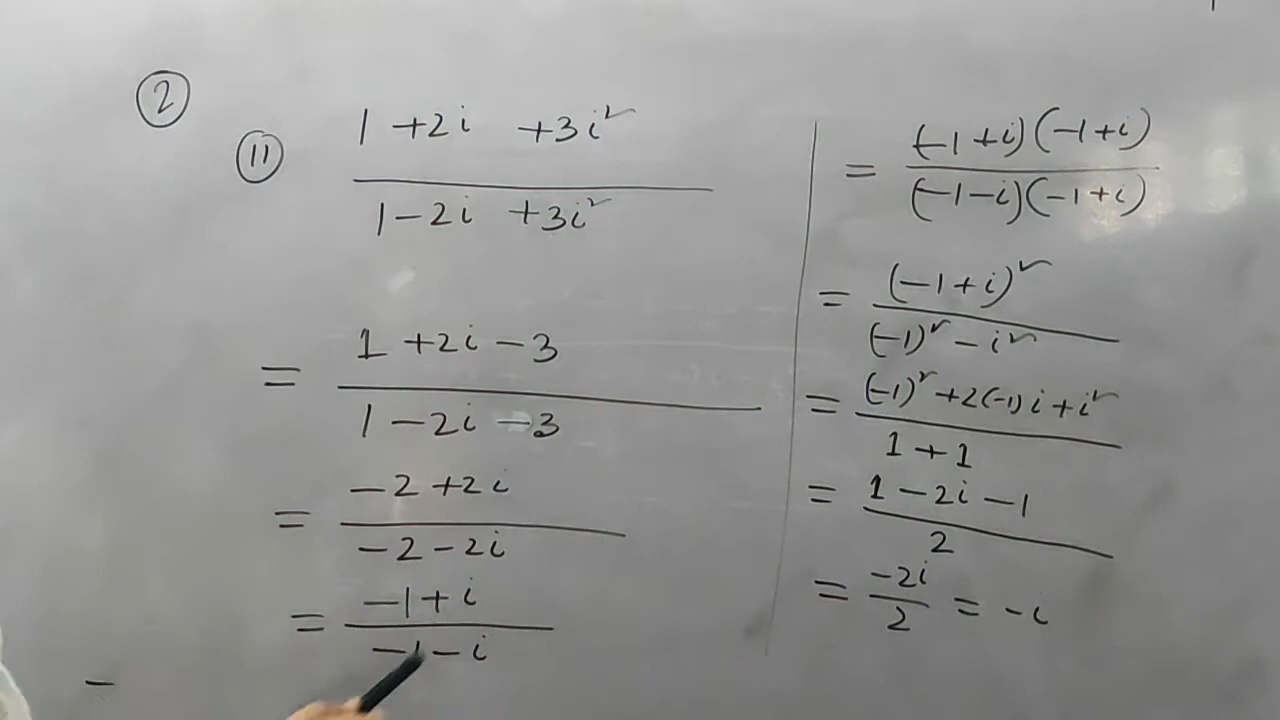 ②
⑪ 1 + 2i + 3i²
1 - 2i + 3i²
= 1 + 2i - 3
1 - 2i - 3
= -2 + 2i
-2 - 2i
= -1 + i
-1 - i
= (-1 + i)(-1 + i)
(-1 - i)(-1 + i)
= (-1 + i)²
(-1)² - i²
= (-1)² + 2(-1)i + i²
1 + 1
= 1 - 2i - 1
2
= -2i
2 = -i